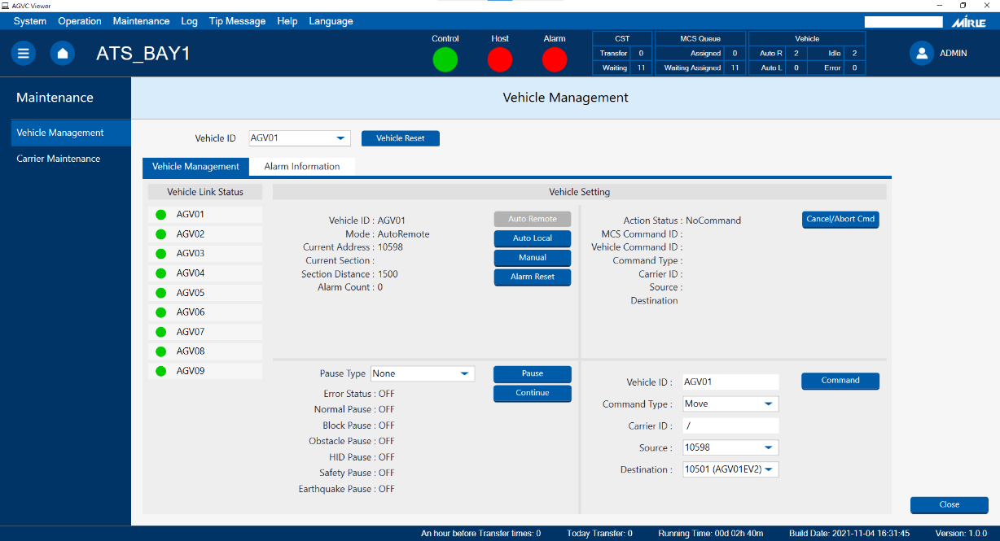 AGVC Viewer
System Operation Maintenance Log Tip Message Help Language
MiRLE
ATS_BAY1
Control Host Alarm
CST MCS Queue Vehicle
Transfer 0 Assigned 0 Auto R 2 Idle 2
Waiting 11 Waiting Assigned 11 Auto L 0 Error 0
ADMIN
Maintenance
Vehicle Management
Carrier Maintenance
Vehicle Management
Vehicle ID AGV01 Vehicle Reset
Vehicle Management Alarm Information
Vehicle Link Status
AGV01
AGV02
AGV03
AGV04
AGV05
AGV06
AGV07
AGV08
AGV09
Vehicle Setting
Vehicle ID : AGV01
Mode : AutoRemote
Current Address : 10598
Current Section :
Section Distance : 1500
Alarm Count : 0
Auto Remote
Auto Local
Manual
Alarm Reset
Action Status : NoCommand
MCS Command ID :
Vehicle Command ID :
Command Type :
Carrier ID :
Source :
Destination
Cancel/Abort Cmd
Pause Type None
Error Status : OFF
Normal Pause : OFF
Block Pause : OFF
Obstacle Pause : OFF
HID Pause : OFF
Safety Pause : OFF
Earthquake Pause : OFF
Pause
Continue
Vehicle ID : AGV01
Command Type : Move
Carrier ID : /
Source : 10598
Destination : 10501 (AGV01EV2)
Command
Close
An hour before Transfer times: 0 Today Transfer: 0 Running Time: 00d 02h 40m Build Date: 2021-11-04 16:31:45 Version: 1.0.0